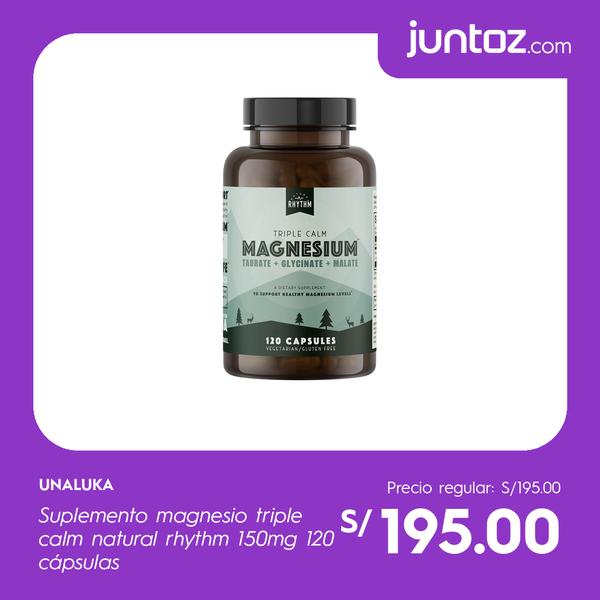 juntoz.com
RHYTHM
TRIPLE CALM
MAGNESIUM
TAURATE + GLYCINATE + MALATE
A DIETARY SUPPLEMENT
TO SUPPORT HEALTHY MAGNESIUM LEVELS
120 CAPSULES
VEGETARIAN/GLUTEN FREE
UNALUKA
Precio regular: S/195.00
Suplemento magnesio triple
calm natural rhythm 150mg 120
cápsulas
S/195.00